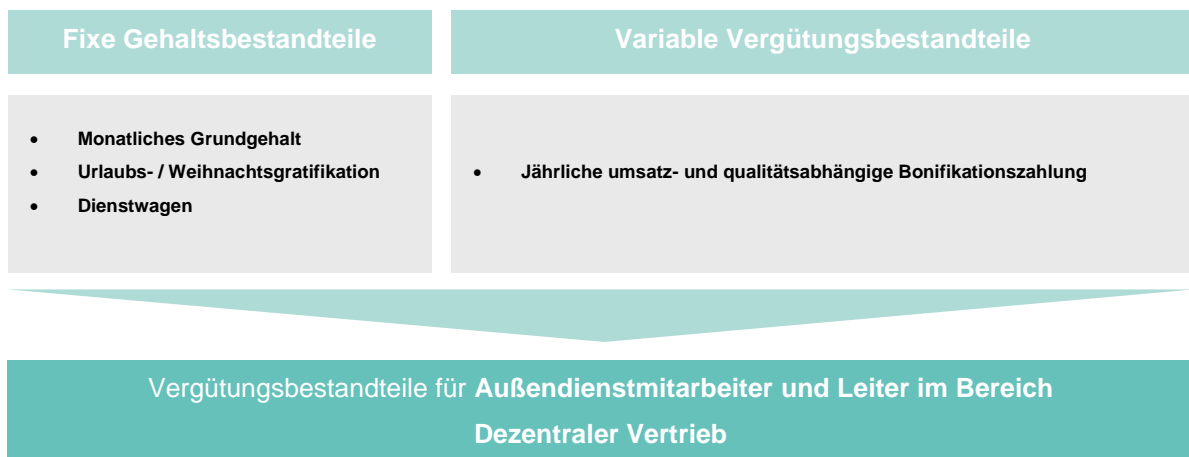 Fixe Gehaltsbestandteile
Variable Vergütungsbestandteile
• Monatliches Grundgehalt
• Urlaubs- / Weihnachtsgratifikation
• Dienstwagen
• Jährliche umsatz- und qualitätsabhängige Bonifikationszahlung
Vergütungsbestandteile für Außendienstmitarbeiter und Leiter im Bereich
Dezentraler Vertrieb